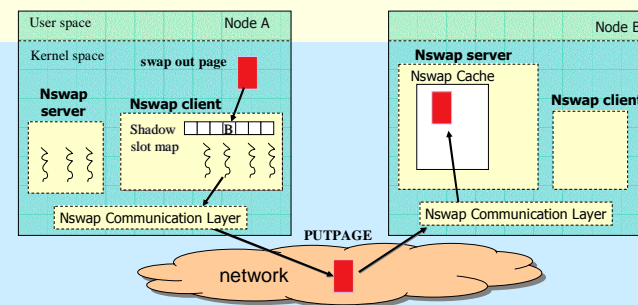 User space
Node A
Kernel space
swap out page
Nswap
server
Nswap client
Shadow
slot map
B
Nswap Communication Layer
PUTPAGE
network
Node B
Nswap server
Nswap Cache
Nswap client
Nswap Communication Layer